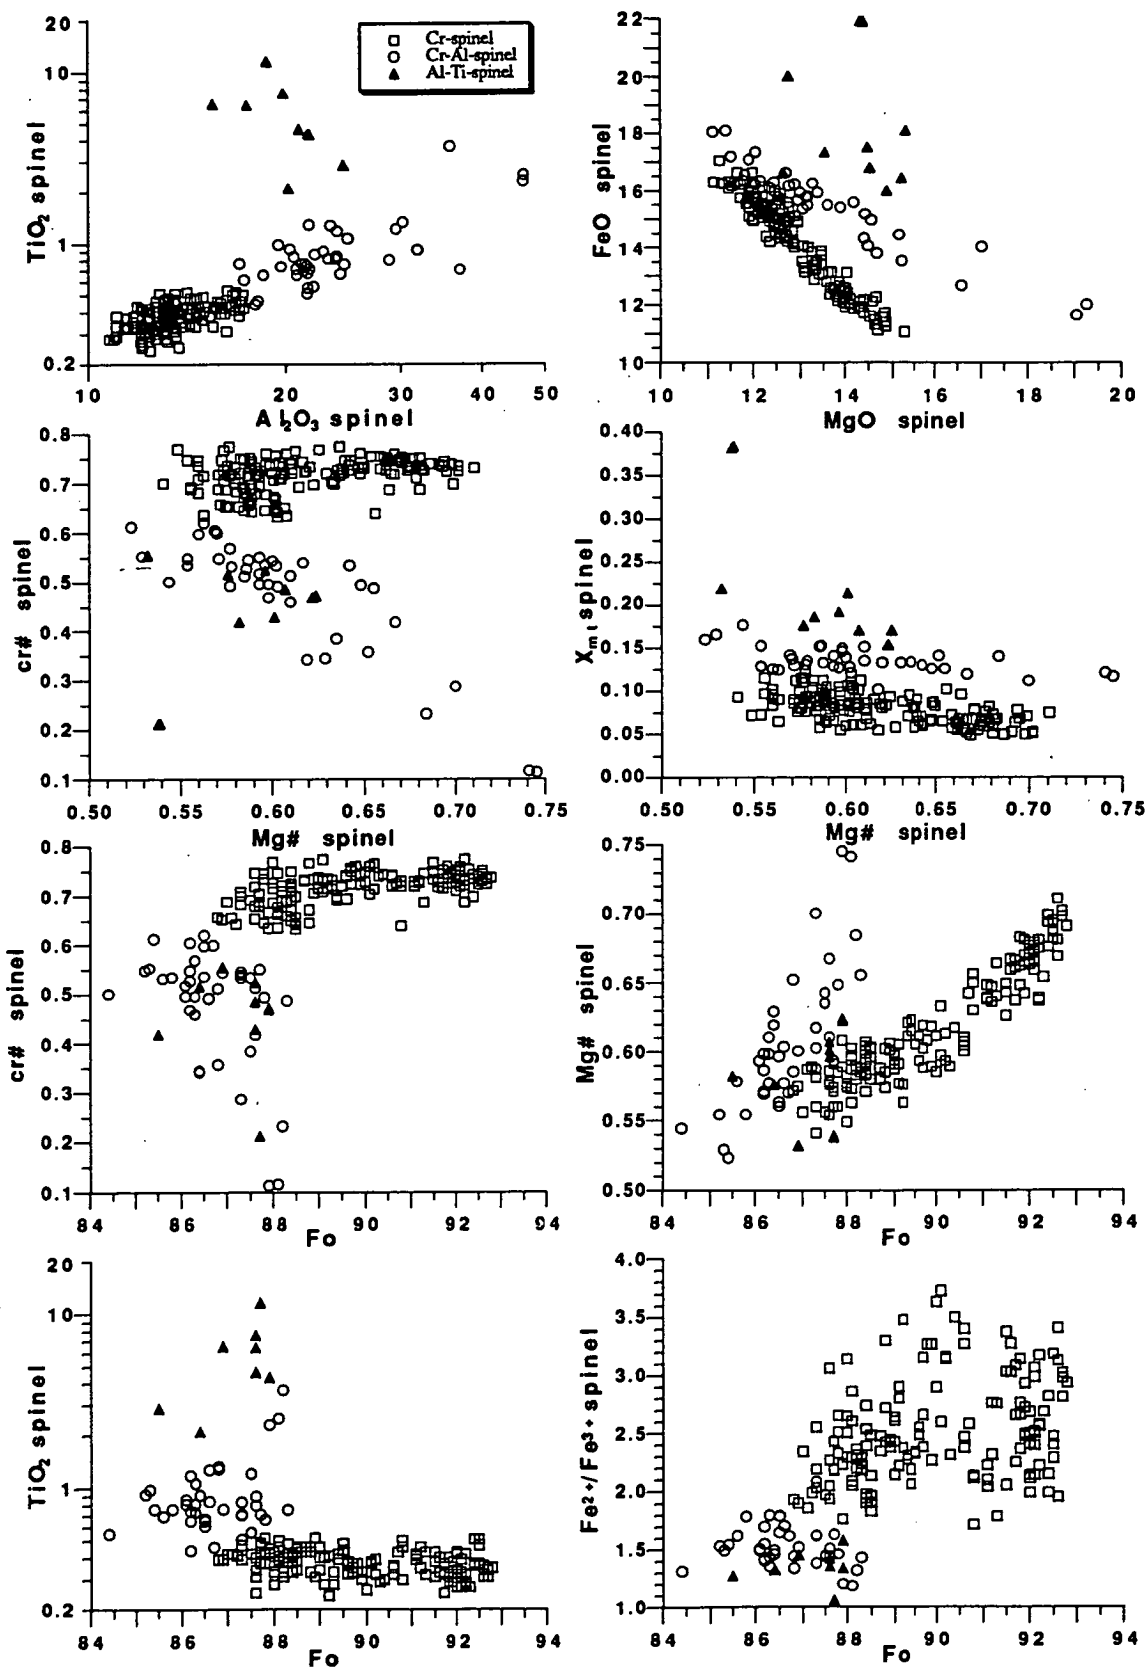 20
10
1
0.2
TiO2 spinel
Cr-spinel
Cr-Al-spinel
Al-Ti-spinel
10 20 30 40 50
Al2O3 spinel
22
20
18
16
14
12
10
FeO spinel
10 12 14 16 18 20
MgO spinel
0.8
0.7
0.6
0.5
0.4
0.3
0.2
0.1
cr# spinel
0.50 0.55 0.60 0.65 0.70 0.75
Mg# spinel
0.40
0.35
0.30
0.25
0.20
0.15
0.10
0.05
0.00
Xmt spinel
0.50 0.55 0.60 0.65 0.70 0.75
Mg# spinel
0.8
0.7
0.6
0.5
0.4
0.3
0.2
0.1
cr# spinel
84 86 88 90 92 94
Fo
0.75
0.70
0.65
0.60
0.55
0.50
Mg# spinel
84 86 88 90 92 94
Fo
20
10
1
0.2
TiO2 spinel
84 86 88 90 92 94
Fo
4.0
3.5
3.0
2.5
2.0
1.5
1.0
Fe2+/Fe3+ spinel
84 86 88 90 92 94
Fo